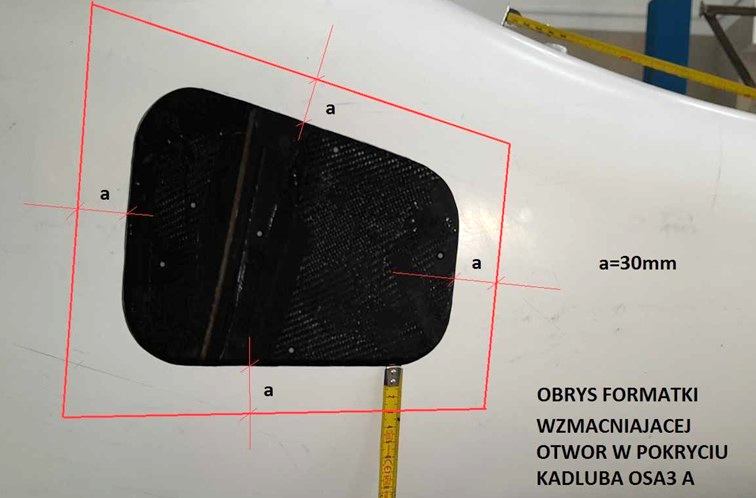 a
a
a
a=30mm
a
OBRYS FORMATKI
WZMACNIAJACEJ
OTWOR W POKRYCIU
KADLUBA OSA3 A